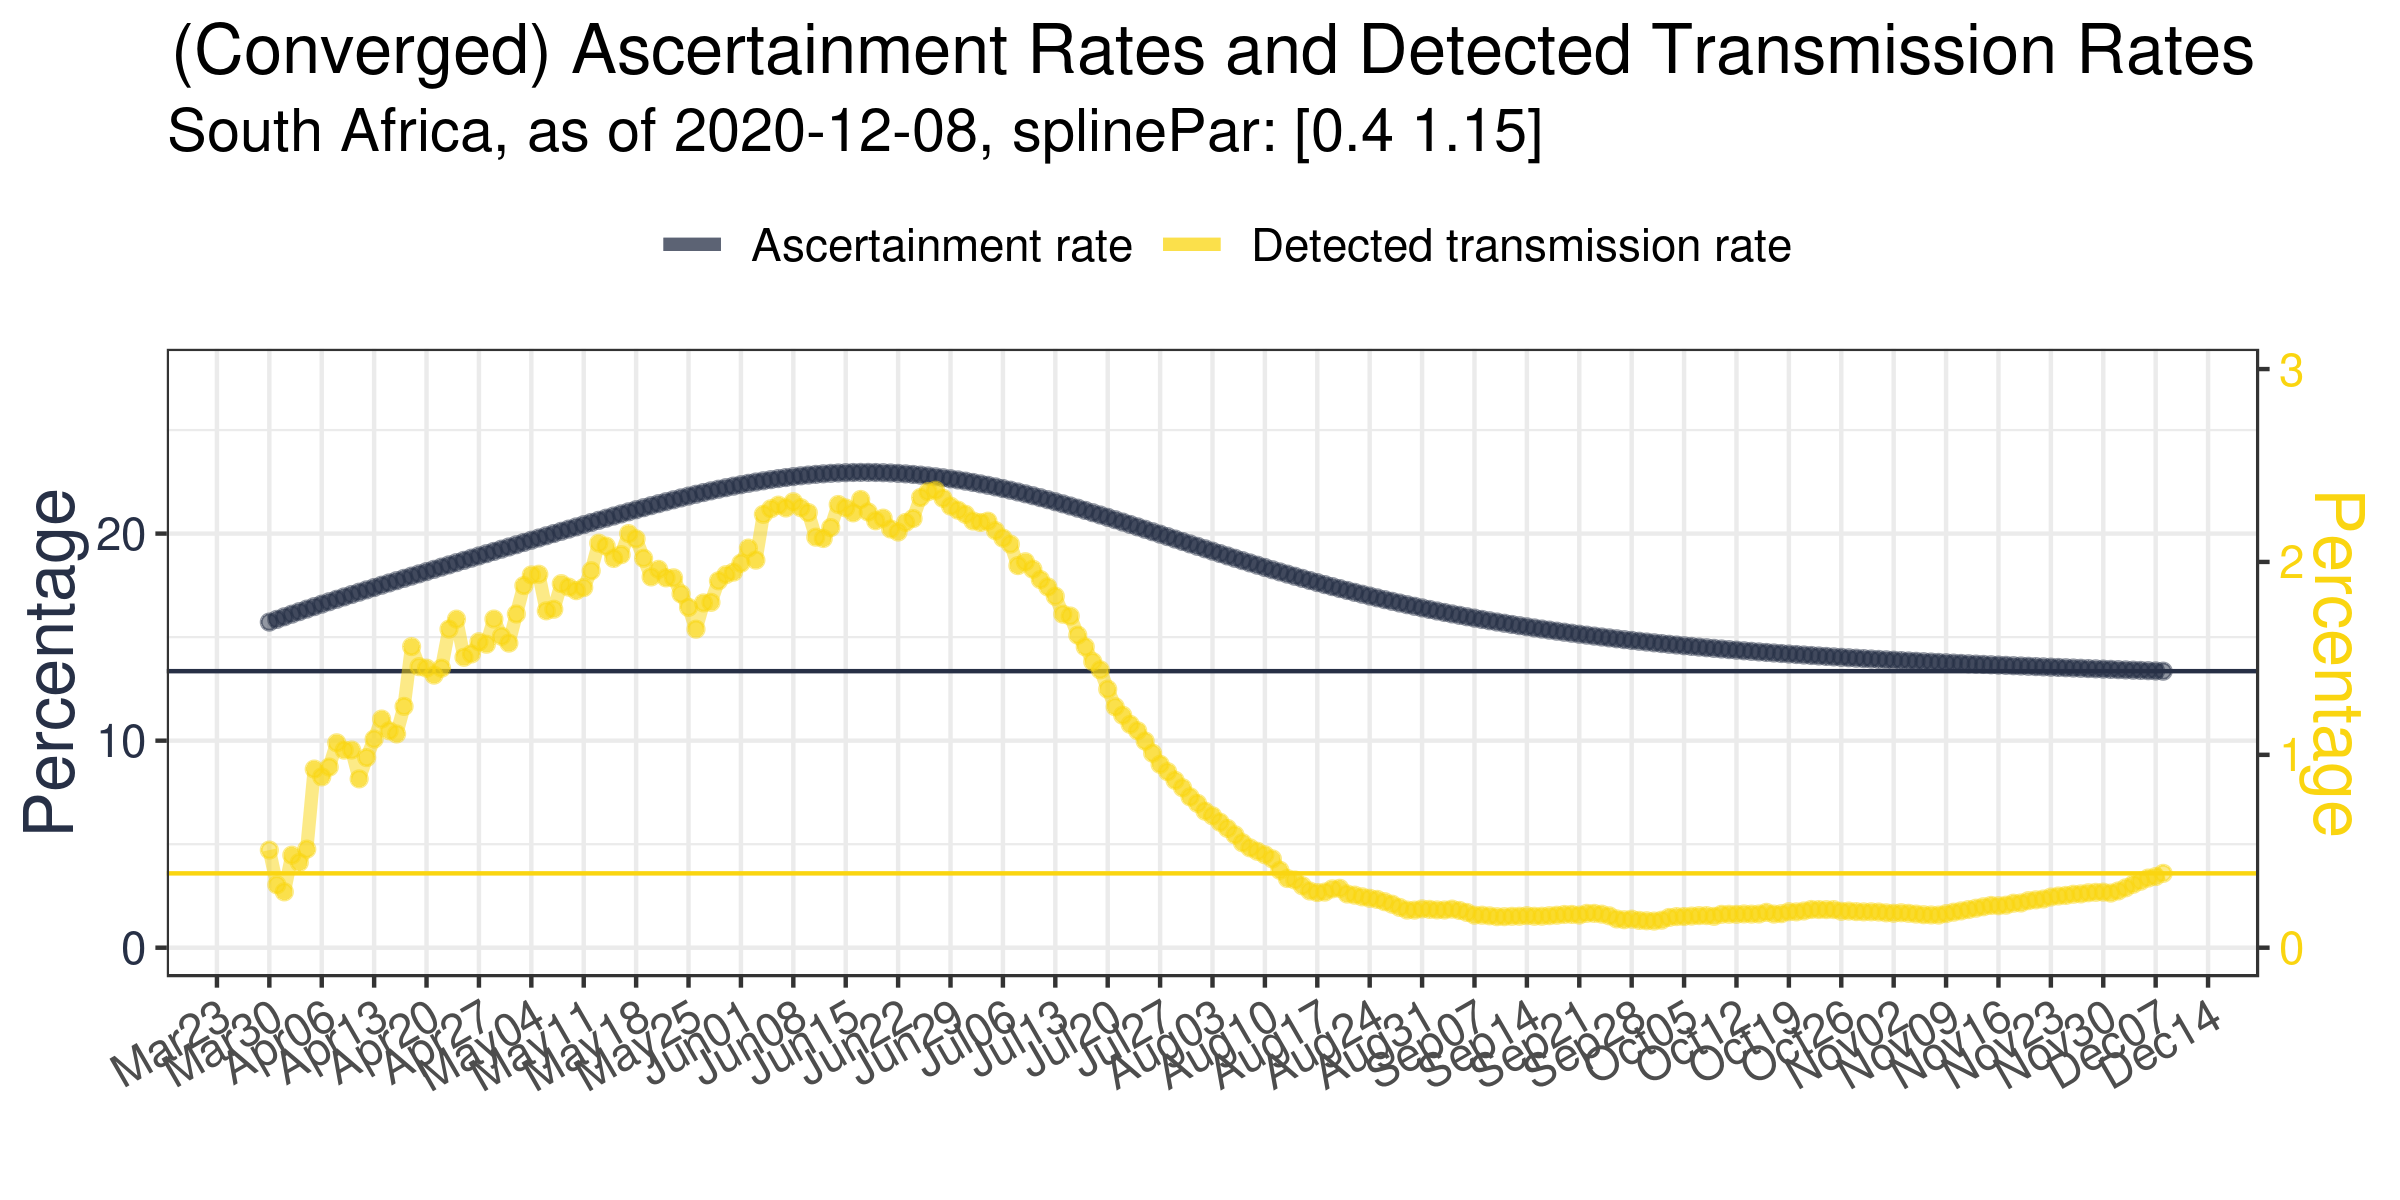 (Converged) Ascertainment Rates and Detected Transmission Rates
South Africa, as of 2020-12-08, splinePar: [0.4 1.15]
Ascertainment rate Detected transmission rate
Percentage
20
10
0
3
2
1
0
Percentage
Mar23 Mar30 Apr06 Apr13 Apr20 Apr27 May04 May11 May18 May25 Jun01 Jun08 Jun15 Jun22 Jun29 Jul06 Jul13 Jul20 Jul27 Aug03 Aug10 Aug17 Aug24 Aug31 Sep07 Sep14 Sep21 Sep28 Oct05 Oct12 Oct19 Oct26 Nov02 Nov09 Nov16 Nov23 Nov30 Dec07 Dec14